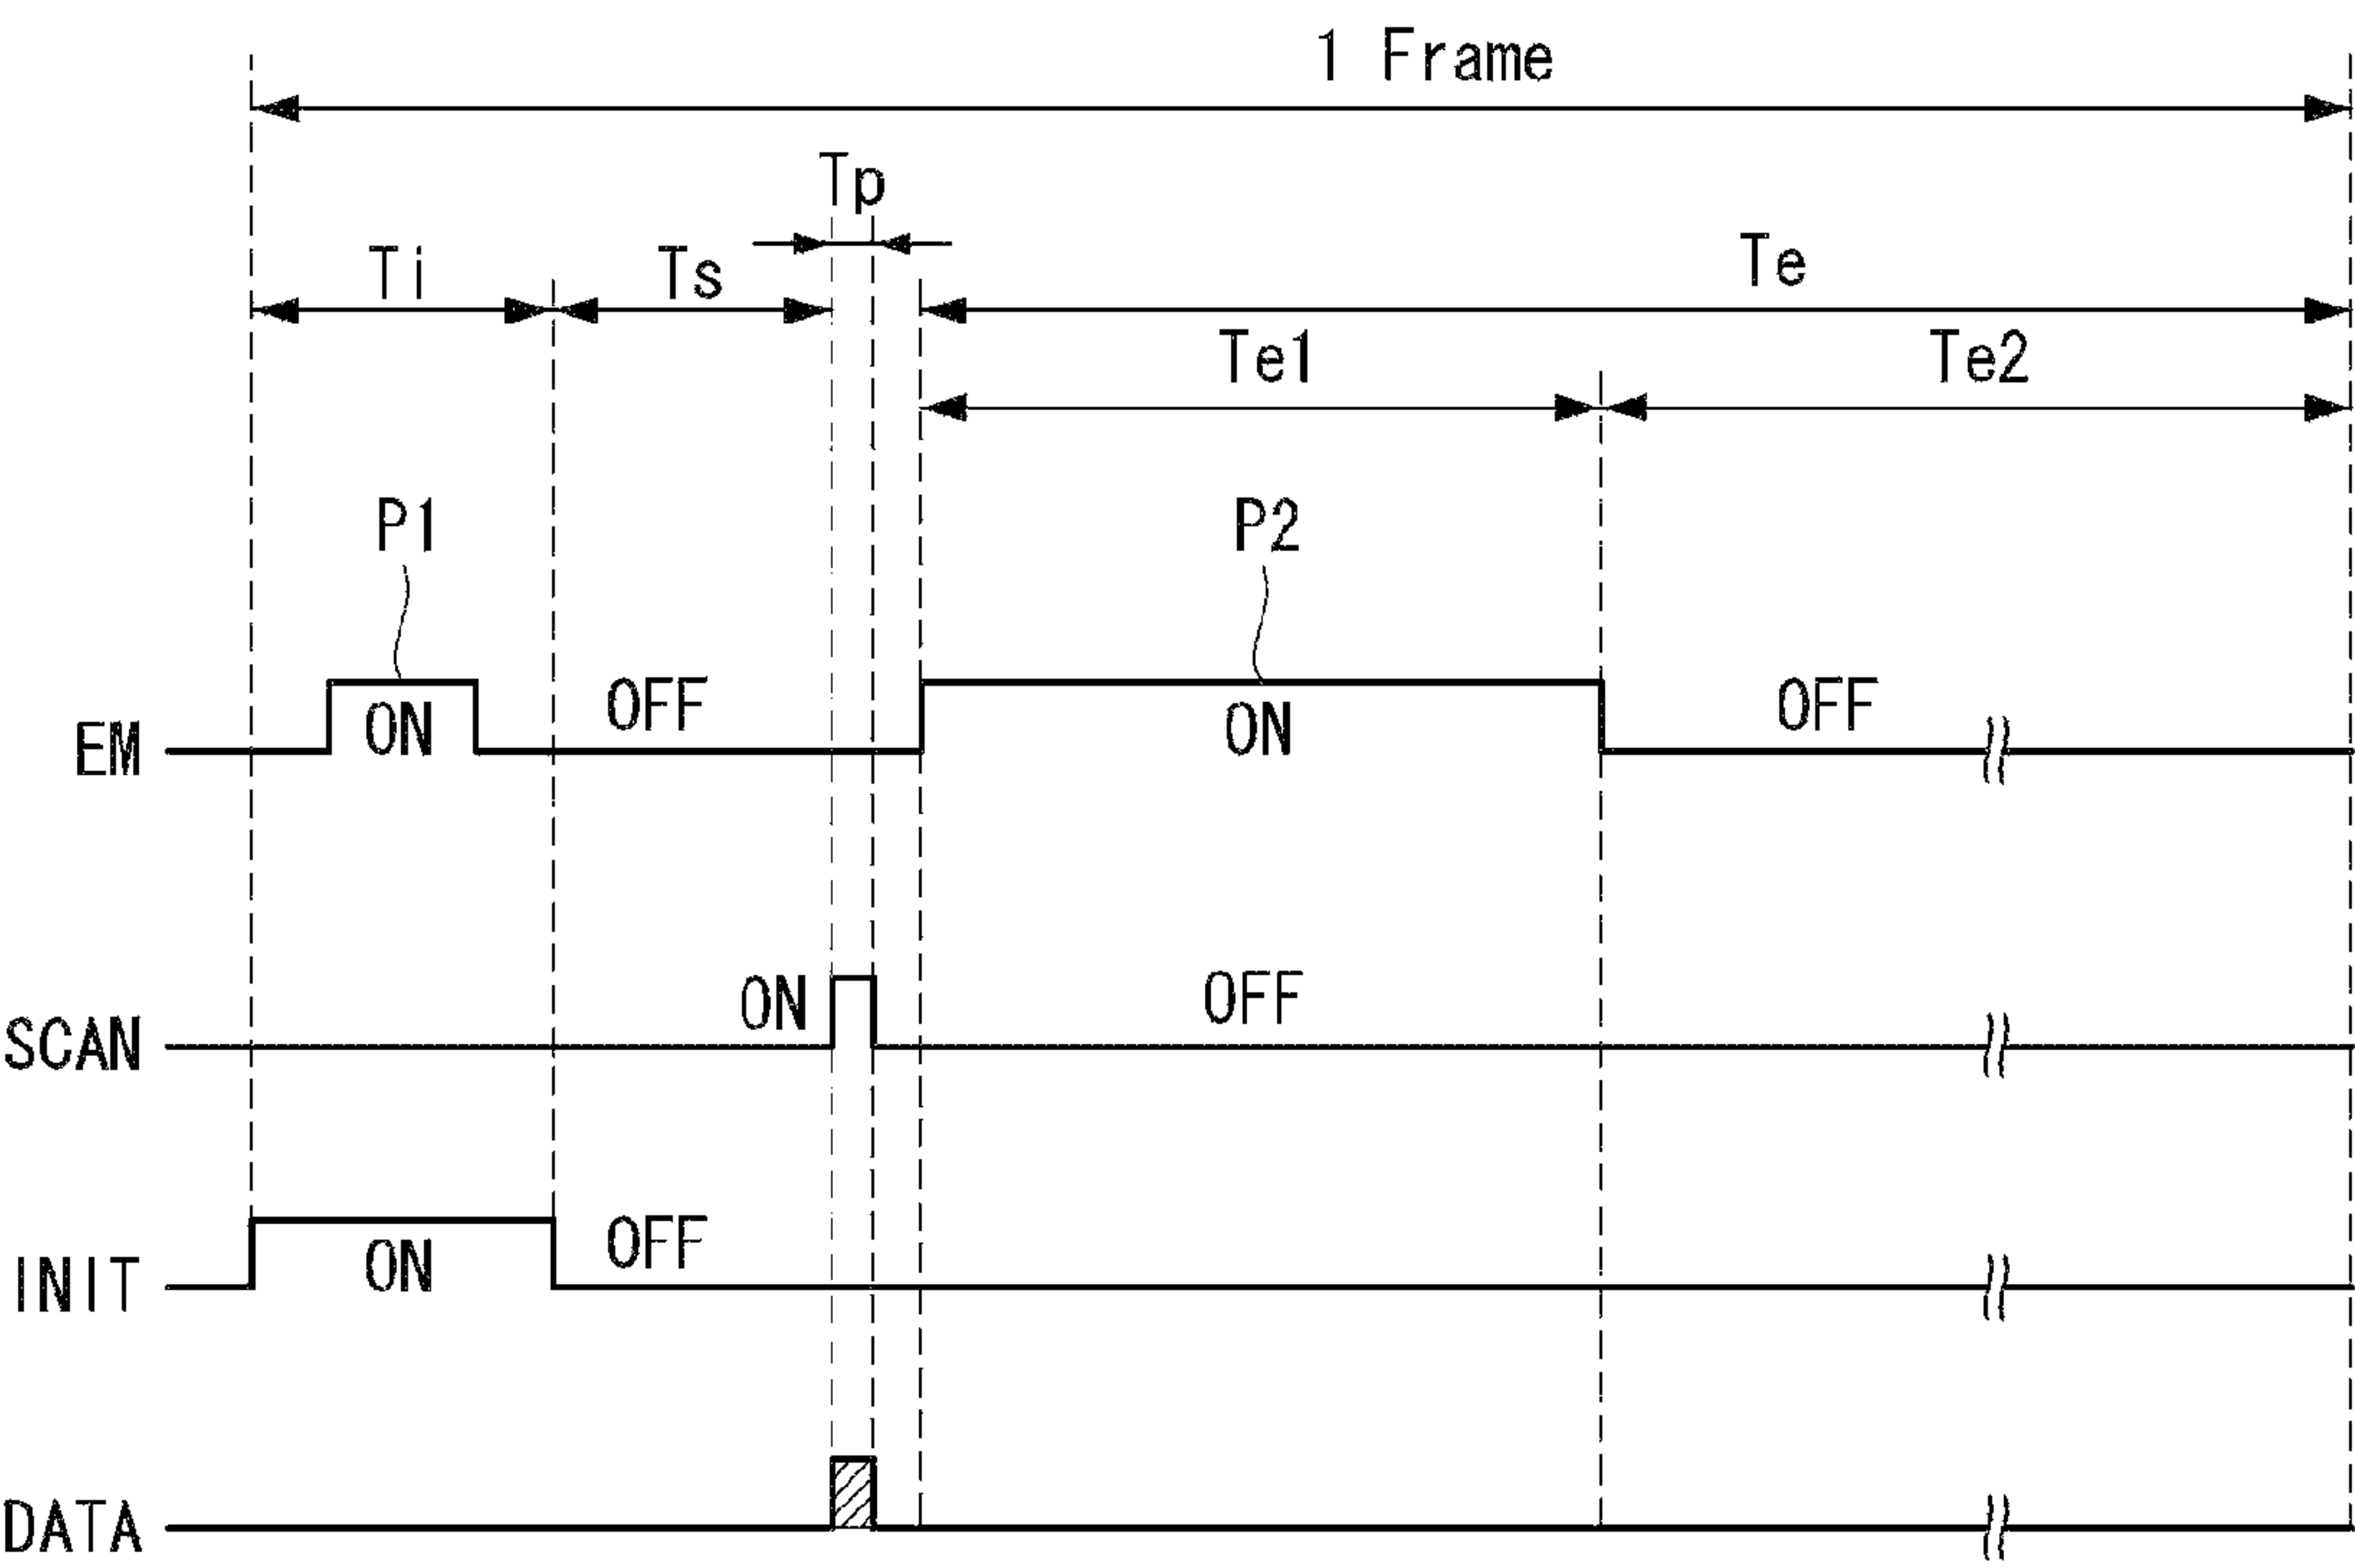 1 Frame
Tp
Ti Ts Te
Te1 Te2
P1 P2
OFF OFF
EM ON ON
ON OFF
SCAN
OFF
INIT ON
DATA